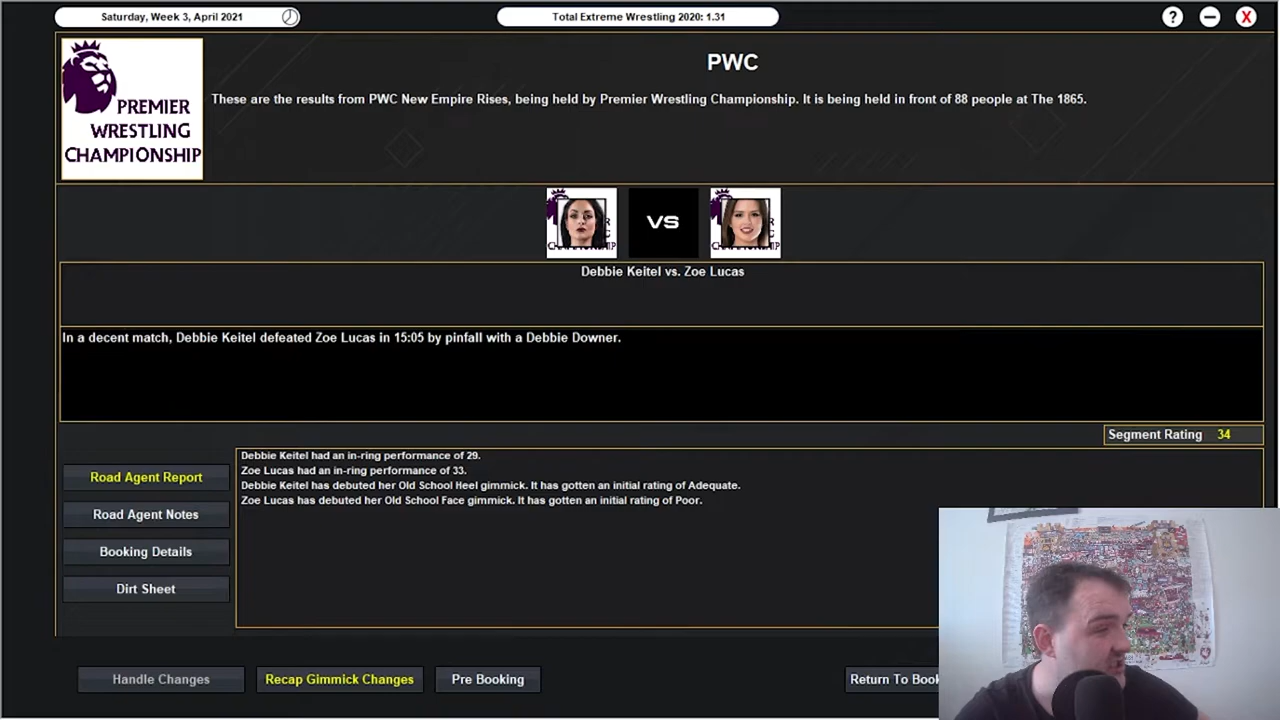 Saturday, Week 3, April 2021
Total Extreme Wrestling 2020: 1.31
?
X
PREMIER
WRESTLING
CHAMPIONSHIP
PWC
These are the results from PWC New Empire Rises, being held by Premier Wrestling Championship. It is being held in front of 88 people at The 1865.
VS
Debbie Keitel vs. Zoe Lucas
In a decent match, Debbie Keitel defeated Zoe Lucas in 15:05 by pinfall with a Debbie Downer.
Segment Rating 34
Road Agent Report
Road Agent Notes
Booking Details
Dirt Sheet
Debbie Keitel had an in-ring performance of 29.
Zoe Lucas had an in-ring performance of 33.
Debbie Keitel has debuted her Old School Heel gimmick. It has gotten an initial rating of Adequate.
Zoe Lucas has debuted her Old School Face gimmick. It has gotten an initial rating of Poor.
Handle Changes
Recap Gimmick Changes
Pre Booking
Return To Book